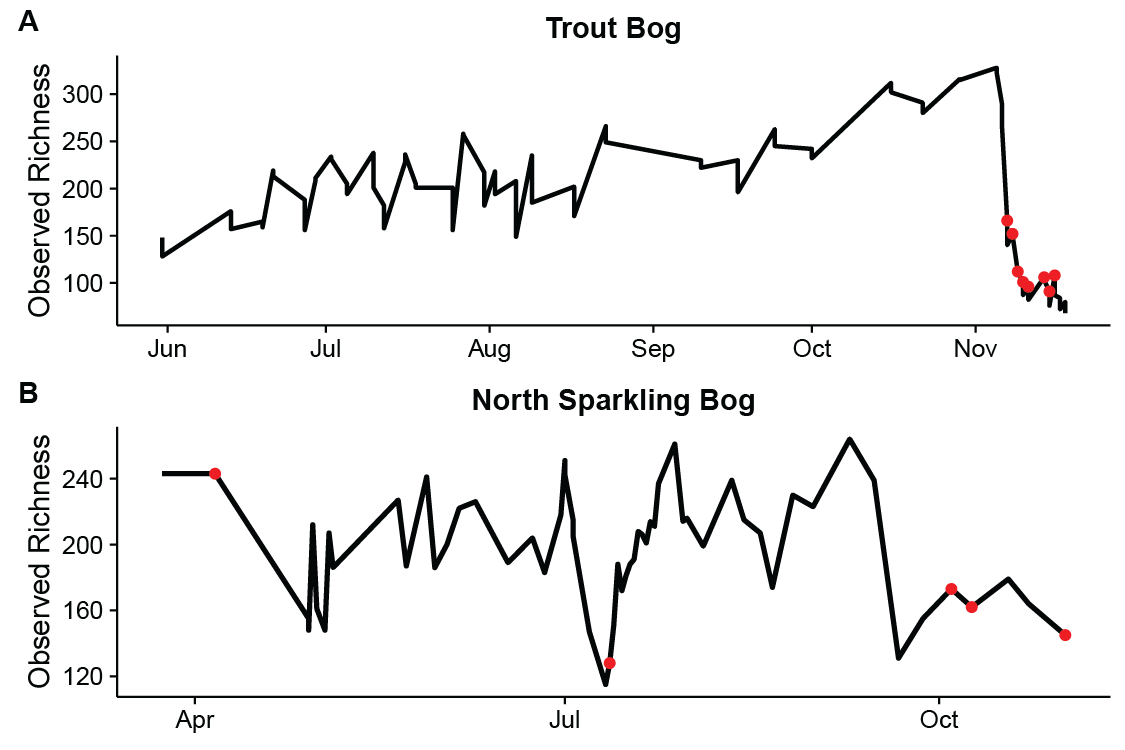 A
Trout Bog
Observed Richness
300
250
200
150
100
Jun Jul Aug Sep Oct Nov
B
North Sparkling Bog
Observed Richness
240
200
160
120
Apr Jul Oct